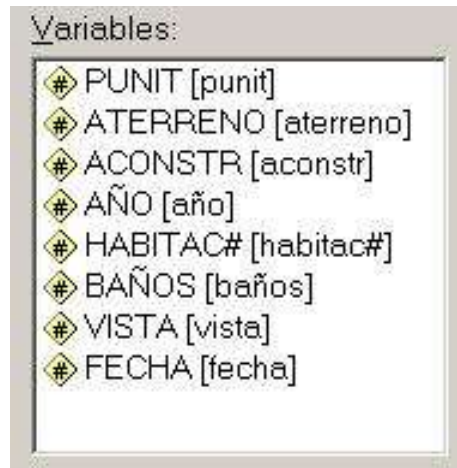 Variables:
# PUNIT [punit]
# ATERRENO [aterreno]
# ACONSTR [aconstr]
# AÑO [año]
# HABITAC# [habitac#]
# BAÑOS [baños]
# VISTA [vista]
# FECHA [fecha]